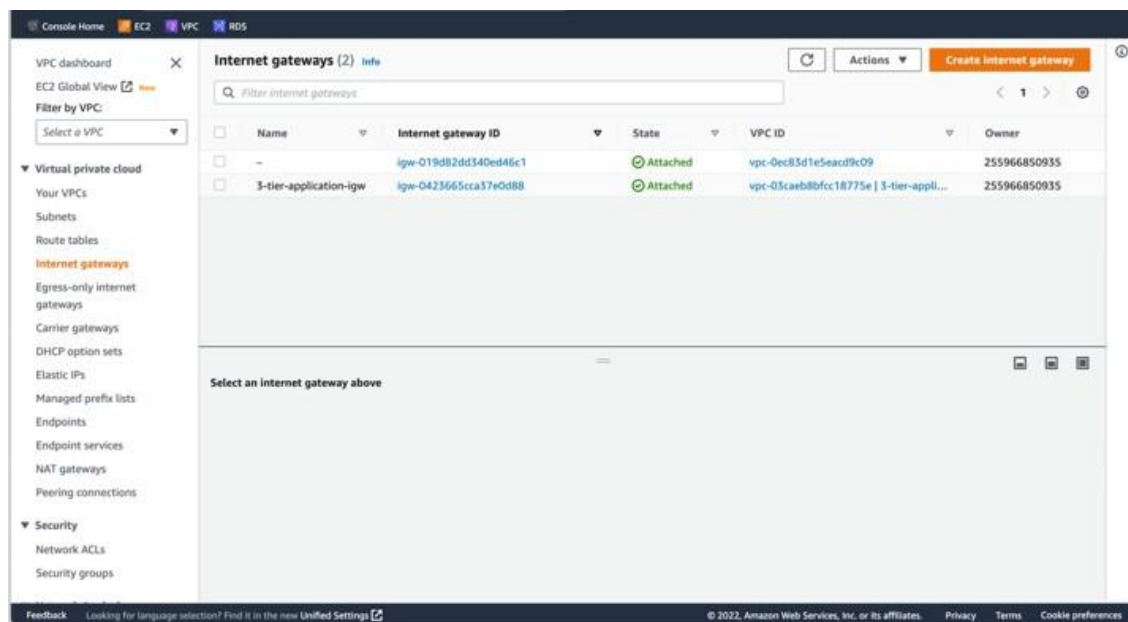 Console Home EC2 VPC RDS
VPC dashboard
EC2 Global View New
Filter by VPC:
Select a VPC
Virtual private cloud
Your VPCs
Subnets
Route tables
Internet gateways
Egress-only internet
gateways
Carrier gateways
DHCP option sets
Elastic IPs
Managed prefix lists
Endpoints
Endpoint services
NAT gateways
Peering connections
Security
Network ACLs
Security groups
Internet gateways (2) Info
Actions
Create internet gateway
Filter internet gateways
1
Name Internet gateway ID State VPC ID Owner
– igw-019d82dd340ed46c1 Attached vpc-0ec83d1e5eacd9c09 255966850935
3-tier-application-igw igw-0423665cca37e0d88 Attached vpc-03caeb8bfcc18775e | 3-tier-appli... 255966850935
Select an internet gateway above
Feedback Looking for language selection? Find it in the new Unified Settings © 2022, Amazon Web Services, Inc. or its affiliates. Privacy Terms Cookie preferences